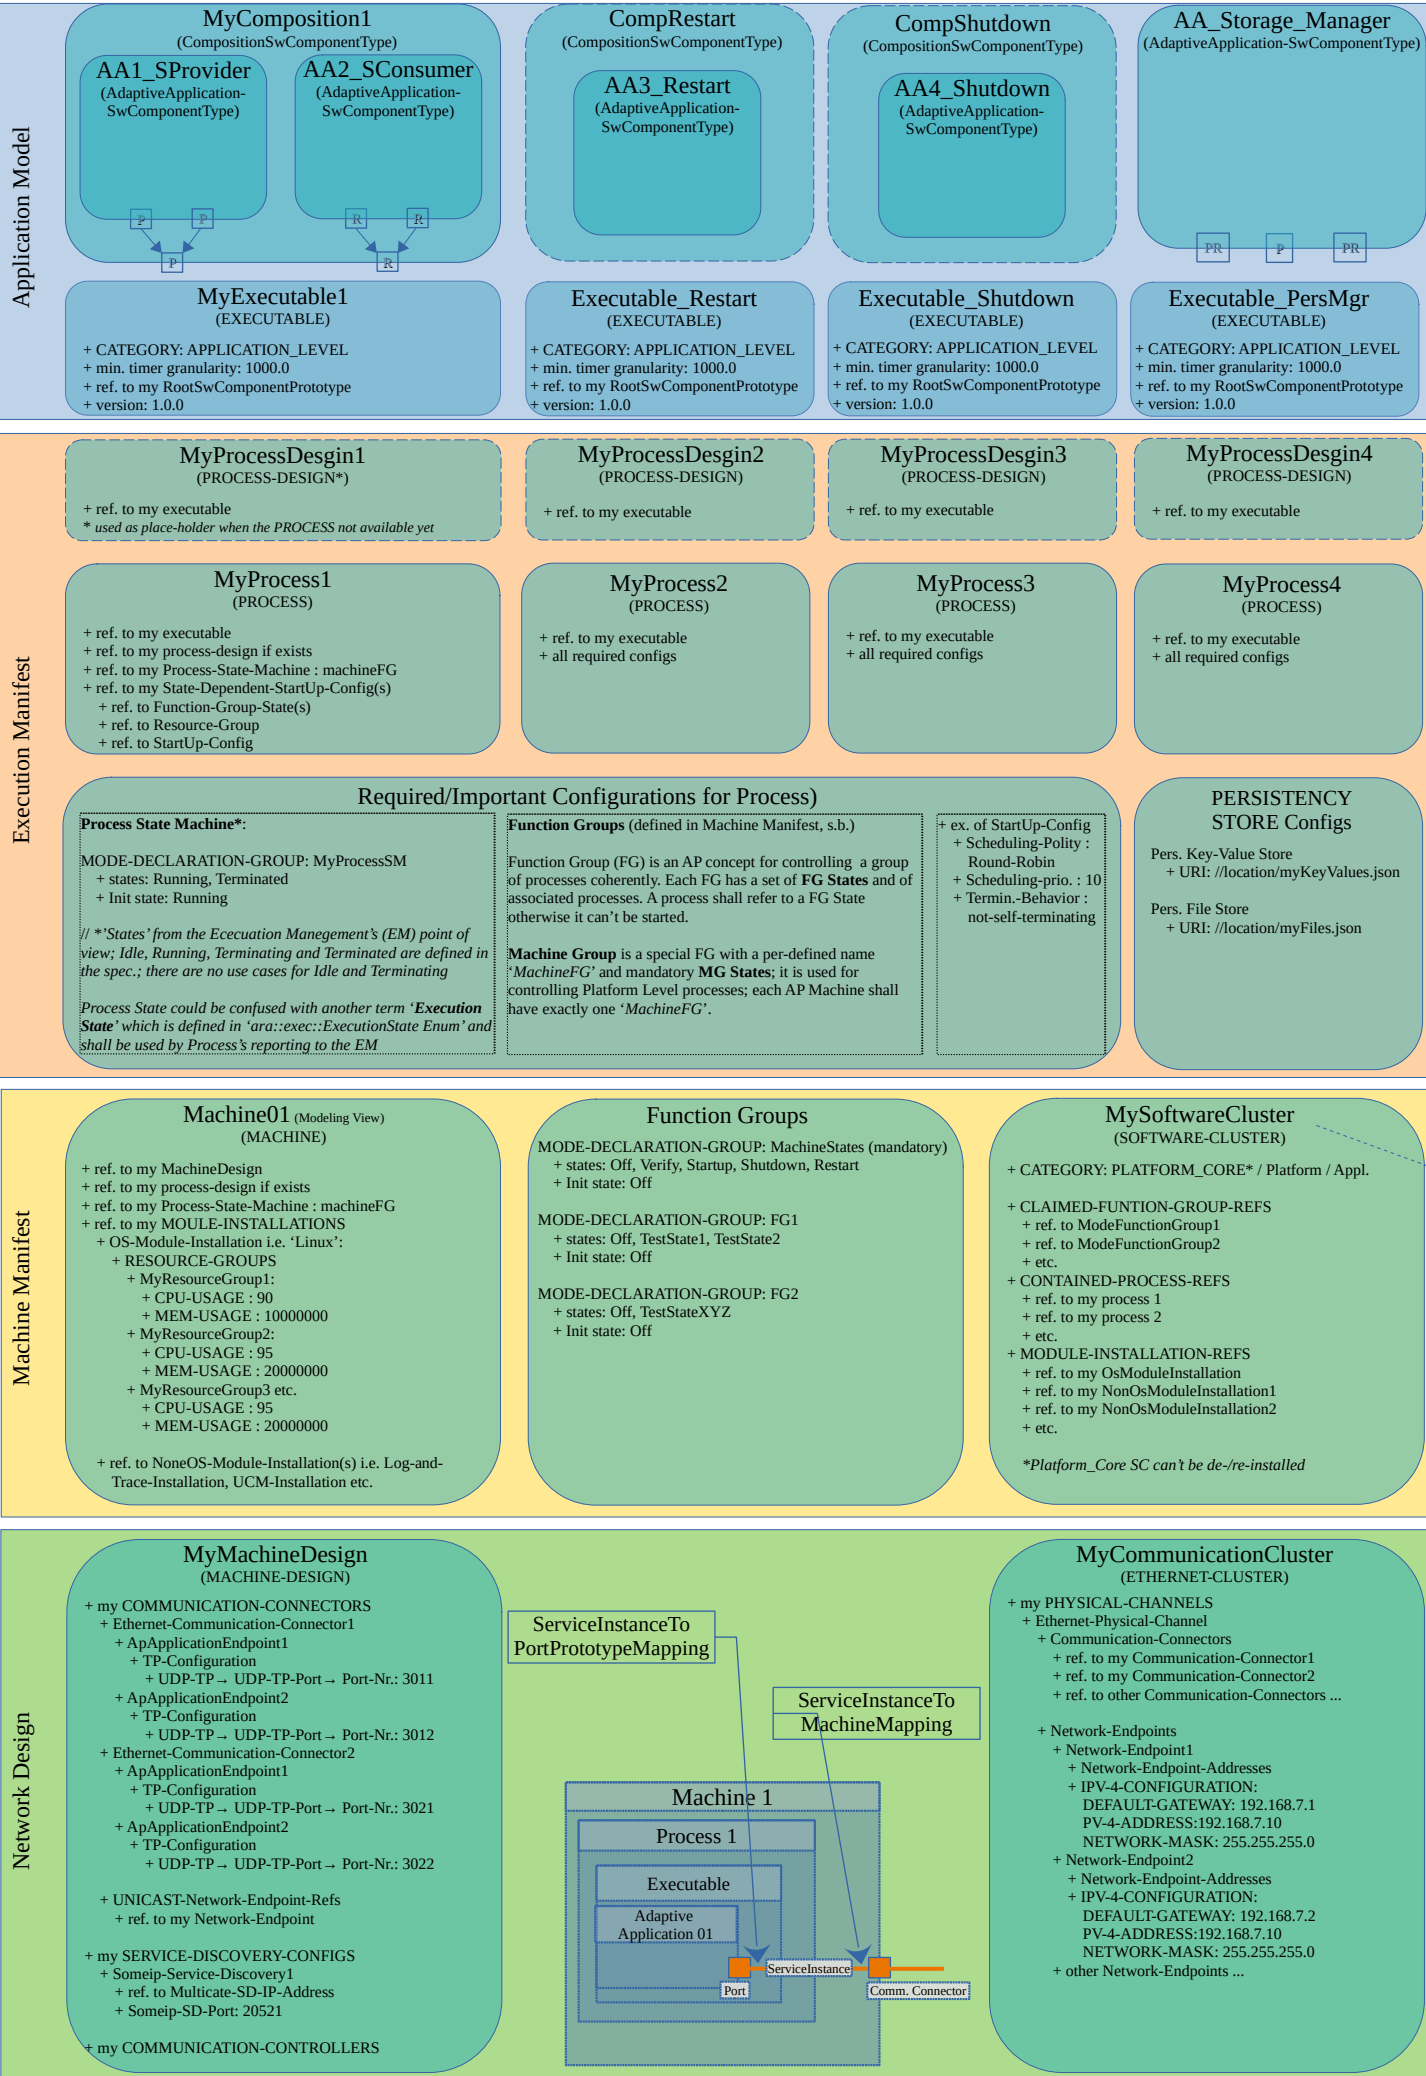 Application Model
MyComposition1
(CompositionSwComponentType)
AA1_SProvider
(AdaptiveApplication-
SwComponentType)
AA2_SConsumer
(AdaptiveApplication-
SwComponentType)
P
P
P
R
R
R
CompRestart
(CompositionSwComponentType)
AA3_Restart
(AdaptiveApplication-
SwComponentType)
CompShutdown
(CompositionSwComponentType)
AA4_Shutdown
(AdaptiveApplication-
SwComponentType)
AA_Storage_Manager
(AdaptiveApplication-SwComponentType)
PR
P
PR
MyExecutable1
(EXECUTABLE)
+ CATEGORY: APPLICATION_LEVEL
+ min. timer granularity: 1000.0
+ ref. to my RootSwComponentPrototype
+ version: 1.0.0
Executable_Restart
(EXECUTABLE)
+ CATEGORY: APPLICATION_LEVEL
+ min. timer granularity: 1000.0
+ ref. to my RootSwComponentPrototype
+ version: 1.0.0
Executable_Shutdown
(EXECUTABLE)
+ CATEGORY: APPLICATION_LEVEL
+ min. timer granularity: 1000.0
+ ref. to my RootSwComponentPrototype
+ version: 1.0.0
Executable_PersMgr
(EXECUTABLE)
+ CATEGORY: APPLICATION_LEVEL
+ min. timer granularity: 1000.0
+ ref. to my RootSwComponentPrototype
+ version: 1.0.0
Execution Manifest
MyProcessDesgin1
(PROCESS-DESIGN*)
+ ref. to my executable
* used as place-holder when the PROCESS not available yet
MyProcessDesgin2
(PROCESS-DESIGN)
+ ref. to my executable
MyProcessDesgin3
(PROCESS-DESIGN)
+ ref. to my executable
MyProcessDesgin4
(PROCESS-DESIGN)
+ ref. to my executable
MyProcess1
(PROCESS)
+ ref. to my executable
+ ref. to my process-design if exists
+ ref. to my Process-State-Machine : machineFG
+ ref. to my State-Dependent-StartUp-Config(s)
+ ref. to Function-Group-State(s)
+ ref. to Resource-Group
+ ref. to StartUp-Config
MyProcess2
(PROCESS)
+ ref. to my executable
+ all required configs
MyProcess3
(PROCESS)
+ ref. to my executable
+ all required configs
MyProcess4
(PROCESS)
+ ref. to my executable
+ all required configs
Required/Important Configurations for Process)
Process State Machine*:
MODE-DECLARATION-GROUP: MyProcessSM
+ states: Running, Terminated
+ Init state: Running
// *’States’ from the Ececuation Manegement’s (EM) point of
view; Idle, Running, Terminating and Terminated are defined in
the spec.; there are no use cases for Idle and Terminating
Process State could be confused with another term ‘Execution
State’ which is defined in ‘ara::exec::ExecutionState Enum’ and
shall be used by Process’s reporting to the EM
Function Groups (defined in Machine Manifest, s.b.)
Function Group (FG) is an AP concept for controlling  a group
of processes coherently. Each FG has a set of FG States and of
associated processes. A process shall refer to a FG State
otherwise it can’t be started.
Machine Group is a special FG with a per-defined name
‘MachineFG’ and mandatory MG States; it is used for
controlling Platform Level processes; each AP Machine shall
have exactly one ‘MachineFG’.
+ ex. of StartUp-Config
+ Scheduling-Polity :
Round-Robin
+ Scheduling-prio. : 10
+ Termin.-Behavior :
not-self-terminating
PERSISTENCY
STORE Configs
Pers. Key-Value Store
+ URI: //location/myKeyValues.json
Pers. File Store
+ URI: //location/myFiles.json
Machine Manifest
Machine01 (Modeling View)
(MACHINE)
+ ref. to my MachineDesign
+ ref. to my process-design if exists
+ ref. to my Process-State-Machine : machineFG
+ ref. to my MOULE-INSTALLATIONS
+ OS-Module-Installation i.e. ‘Linux’:
+ RESOURCE-GROUPS
+ MyResourceGroup1:
+ CPU-USAGE : 90
+ MEM-USAGE : 10000000
+ MyResourceGroup2:
+ CPU-USAGE : 95
+ MEM-USAGE : 20000000
+ MyResourceGroup3 etc.
+ CPU-USAGE : 95
+ MEM-USAGE : 20000000
+ ref. to NoneOS-Module-Installation(s) i.e. Log-and-
Trace-Installation, UCM-Installation etc.
Function Groups
MODE-DECLARATION-GROUP: MachineStates (mandatory)
+ states: Off, Verify, Startup, Shutdown, Restart
+ Init state: Off
MODE-DECLARATION-GROUP: FG1
+ states: Off, TestState1, TestState2
+ Init state: Off
MODE-DECLARATION-GROUP: FG2
+ states: Off, TestStateXYZ
+ Init state: Off
MySoftwareCluster
(SOFTWARE-CLUSTER)
+ CATEGORY: PLATFORM_CORE* / Platform / Appl.
+ CLAIMED-FUNTION-GROUP-REFS
+ ref. to ModeFunctionGroup1
+ ref. to ModeFunctionGroup2
+ etc.
+ CONTAINED-PROCESS-REFS
+ ref. to my process 1
+ ref. to my process 2
+ etc.
+ MODULE-INSTALLATION-REFS
+ ref. to my OsModuleInstallation
+ ref. to my NonOsModuleInstallation1
+ ref. to my NonOsModuleInstallation2
+ etc.
*Platform_Core SC can’t be de-/re-installed
Network Design
MyMachineDesign
(MACHINE-DESIGN)
+ my COMMUNICATION-CONNECTORS
+ Ethernet-Communication-Connector1
+ ApApplicationEndpoint1
+ TP-Configuration
+ UDP-TP→ UDP-TP-Port→ Port-Nr.: 3011
+ ApApplicationEndpoint2
+ TP-Configuration
+ UDP-TP→ UDP-TP-Port→ Port-Nr.: 3012
+ Ethernet-Communication-Connector2
+ ApApplicationEndpoint1
+ TP-Configuration
+ UDP-TP→ UDP-TP-Port→ Port-Nr.: 3021
+ ApApplicationEndpoint2
+ TP-Configuration
+ UDP-TP→ UDP-TP-Port→ Port-Nr.: 3022
+ UNICAST-Network-Endpoint-Refs
+ ref. to my Network-Endpoint
+ my SERVICE-DISCOVERY-CONFIGS
+ Someip-Service-Discovery1
+ ref. to Multicate-SD-IP-Address
+ Someip-SD-Port: 20521
+ my COMMUNICATION-CONTROLLERS
ServiceInstanceTo
PortPrototypeMapping
ServiceInstanceTo
MachineMapping
Machine 1
Process 1
Executable
Adaptive
Application 01
ServiceInstance
Port
Comm. Connector
MyCommunicationCluster
(ETHERNET-CLUSTER)
+ my PHYSICAL-CHANNELS
+ Ethernet-Physical-Channel
+ Communication-Connectors
+ ref. to my Communication-Connector1
+ ref. to my Communication-Connector2
+ ref. to other Communication-Connectors ...
+ Network-Endpoints
+ Network-Endpoint1
+ Network-Endpoint-Addresses
+ IPV-4-CONFIGURATION:
DEFAULT-GATEWAY: 192.168.7.1
PV-4-ADDRESS:192.168.7.10
NETWORK-MASK: 255.255.255.0
+ Network-Endpoint2
+ Network-Endpoint-Addresses
+ IPV-4-CONFIGURATION:
DEFAULT-GATEWAY: 192.168.7.2
PV-4-ADDRESS:192.168.7.10
NETWORK-MASK: 255.255.255.0
+ other Network-Endpoints ...